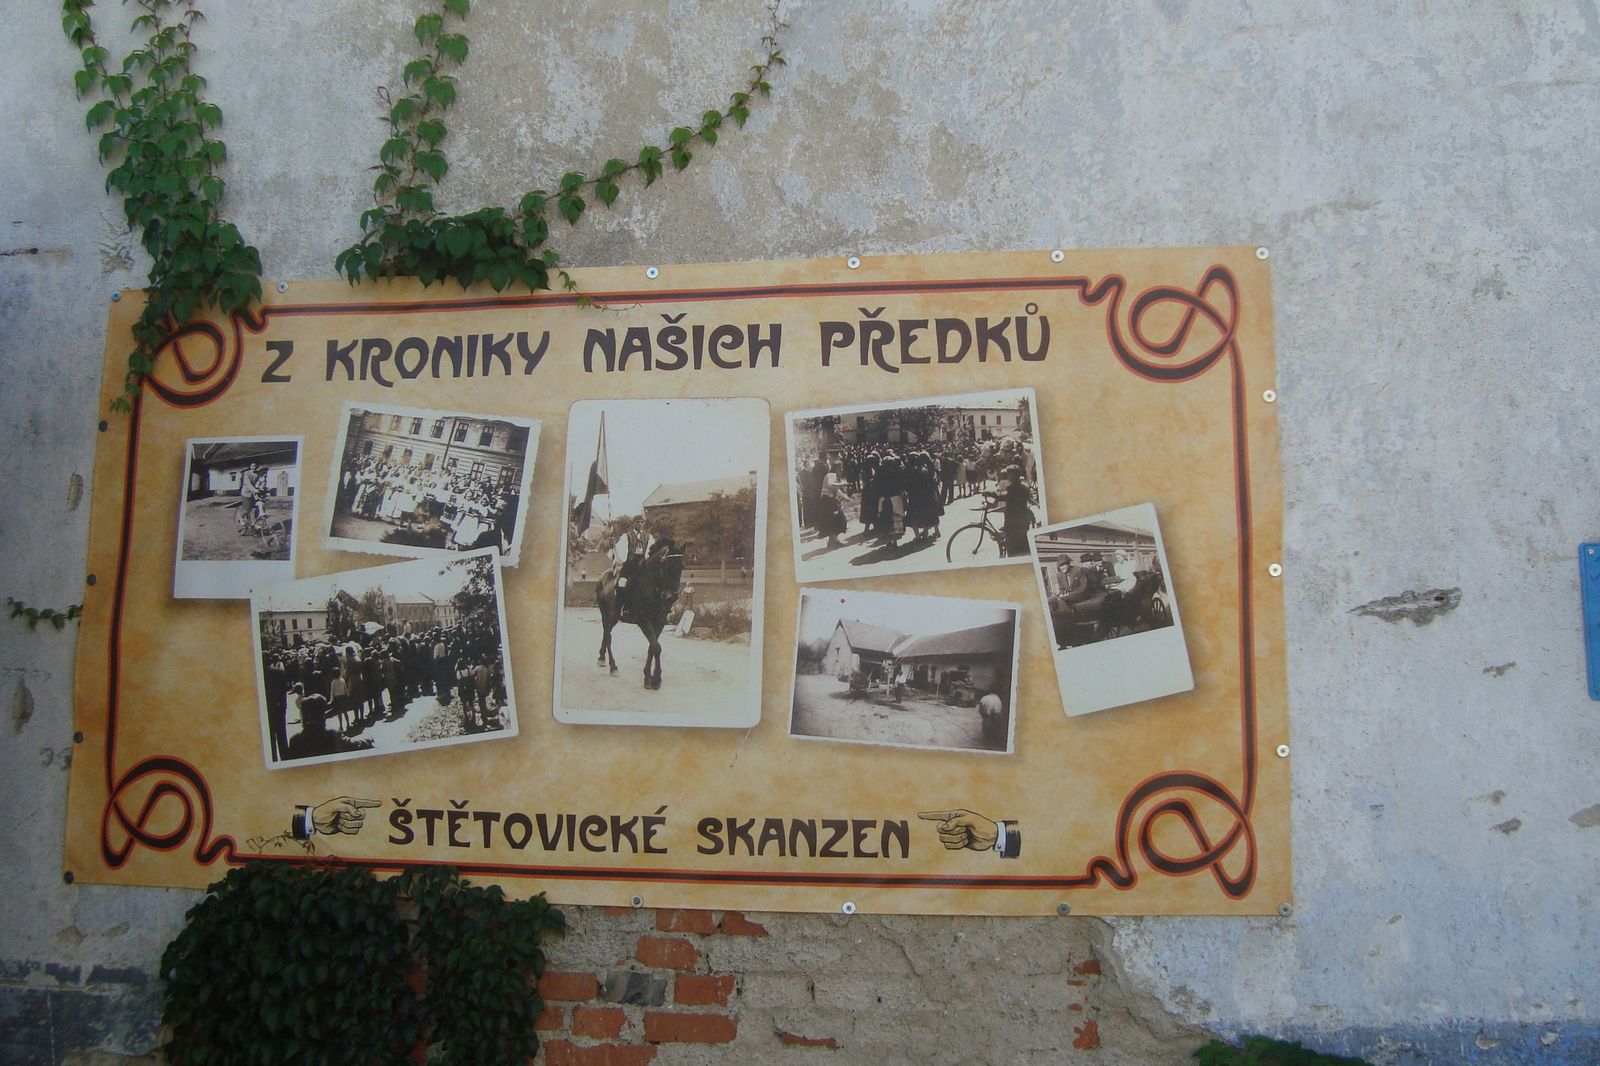 Z KRONIKY NAŠICH PŘEDKŮ
ŠTĚTOVICKÉ SKANZEN